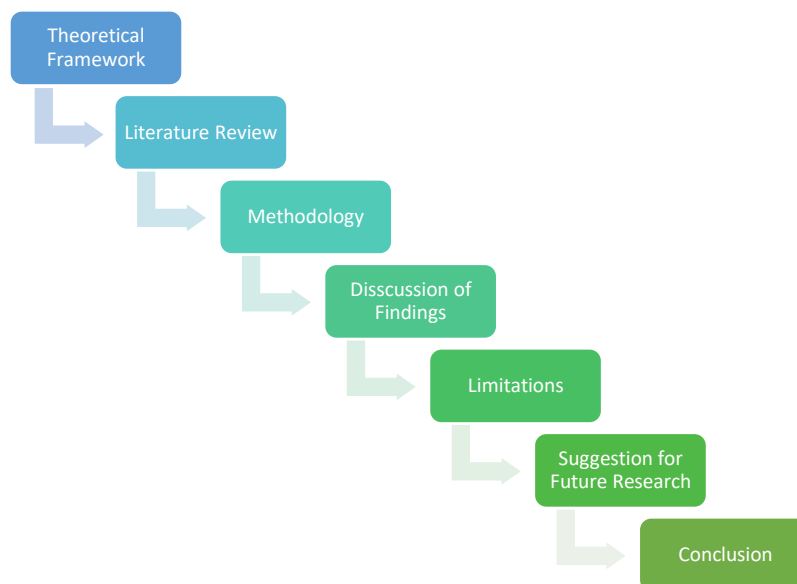 Theoretical
Framework
Literature Review
Methodology
Disscussion of
Findings
Limitations
Suggestion for
Future Research
Conclusion